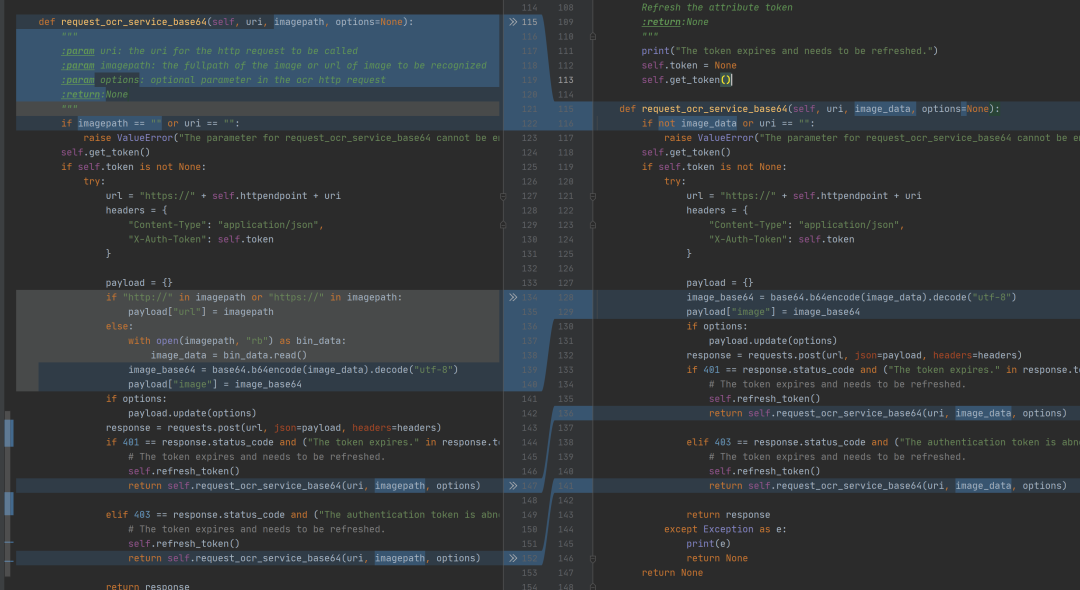 def request_ocr_service_base64(self, uri, imagepath, options=None):
"""
:param uri: the uri for the http request to be called
:param imagepath: the fullpath of the image or url of image to be recognized
:param options: optional parameter in the ocr http request
:return:None
"""
if imagepath == "" or uri == "":
raise ValueError("The parameter for request_ocr_service_base64 cannot be e
self.get_token()
if self.token is not None:
try:
url = "https://" + self.httpendpoint + uri
headers = {
"Content-Type": "application/json",
"X-Auth-Token": self.token
}
payload = {}
if "http://" in imagepath or "https://" in imagepath:
payload["url"] = imagepath
else:
with open(imagepath, "rb") as bin_data:
image_data = bin_data.read()
image_base64 = base64.b64encode(image_data).decode("utf-8")
payload["image"] = image_base64
if options:
payload.update(options)
response = requests.post(url, json=payload, headers=headers)
if 401 == response.status_code and ("The token expires." in response.t
# The token expires and needs to be refreshed.
self.refresh_token()
return self.request_ocr_service_base64(uri, imagepath, options)
elif 403 == response.status_code and ("The authentication token is abn
# The token expires and needs to be refreshed.
self.refresh_token()
return self.request_ocr_service_base64(uri, imagepath, options)
return response
114 108
115 109
116 110
117 111
118 112
119 113
120 114
121 115
122 116
123 117
124 118
125 119
126 120
127 121
128 122
129 123
130 124
131 125
132 126
133 127
134 128
135 129
136 130
137 131
138 132
139 133
140 134
141 135
142 136
143 137
144 138
145 139
146 140
147 141
148 142
149 143
150 144
151 145
152 146
153 147
154 148
Refresh the attribute token
:return:None
"""
print("The token expires and needs to be refreshed.")
self.token = None
self.get_token()
def request_ocr_service_base64(self, uri, image_data, options=None):
if not image_data or uri == "":
raise ValueError("The parameter for request_ocr_service_base64 cannot be e
self.get_token()
if self.token is not None:
try:
url = "https://" + self.httpendpoint + uri
headers = {
"Content-Type": "application/json",
"X-Auth-Token": self.token
}
payload = {}
image_base64 = base64.b64encode(image_data).decode("utf-8")
payload["image"] = image_base64
if options:
payload.update(options)
response = requests.post(url, json=payload, headers=headers)
if 401 == response.status_code and ("The token expires." in response.te
# The token expires and needs to be refreshed.
self.refresh_token()
return self.request_ocr_service_base64(uri, image_data, options)
elif 403 == response.status_code and ("The authentication token is abn
# The token expires and needs to be refreshed.
self.refresh_token()
return self.request_ocr_service_base64(uri, image_data, options)
return response
except Exception as e:
print(e)
return None
return None